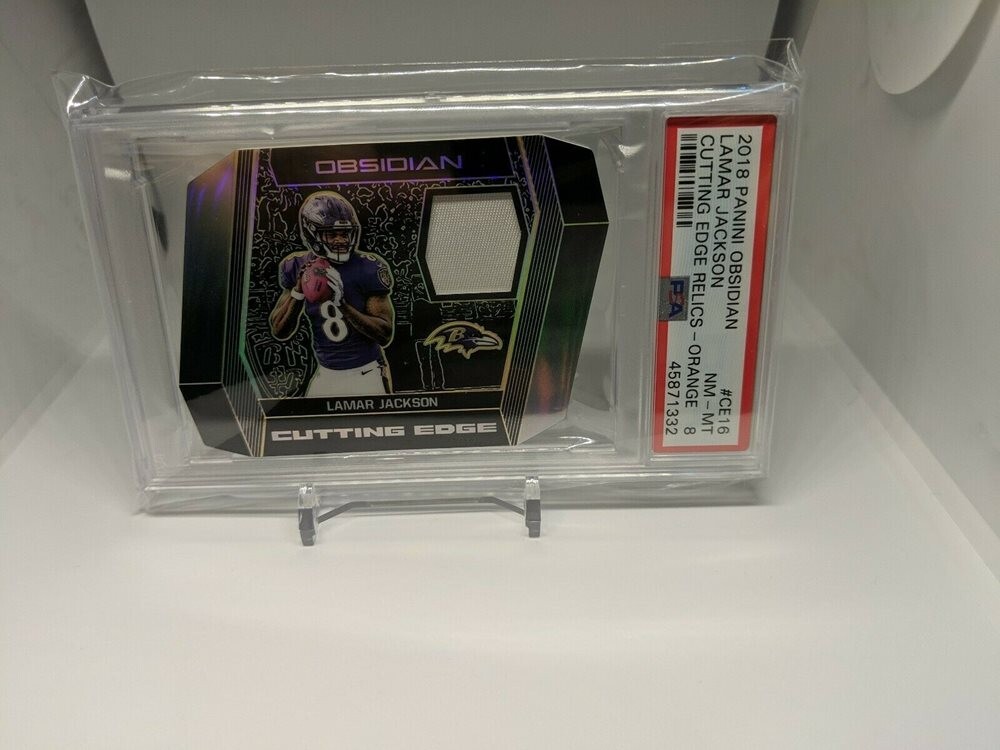 OBSIDIAN
8
B
LAMAR JACKSON
CUTTING EDGE
2018 PANINI OBSIDIAN
LAMAR JACKSON
CUTTING EDGE RELICS - ORANGE
#CE16
NM - MT
8
45871332
PSA